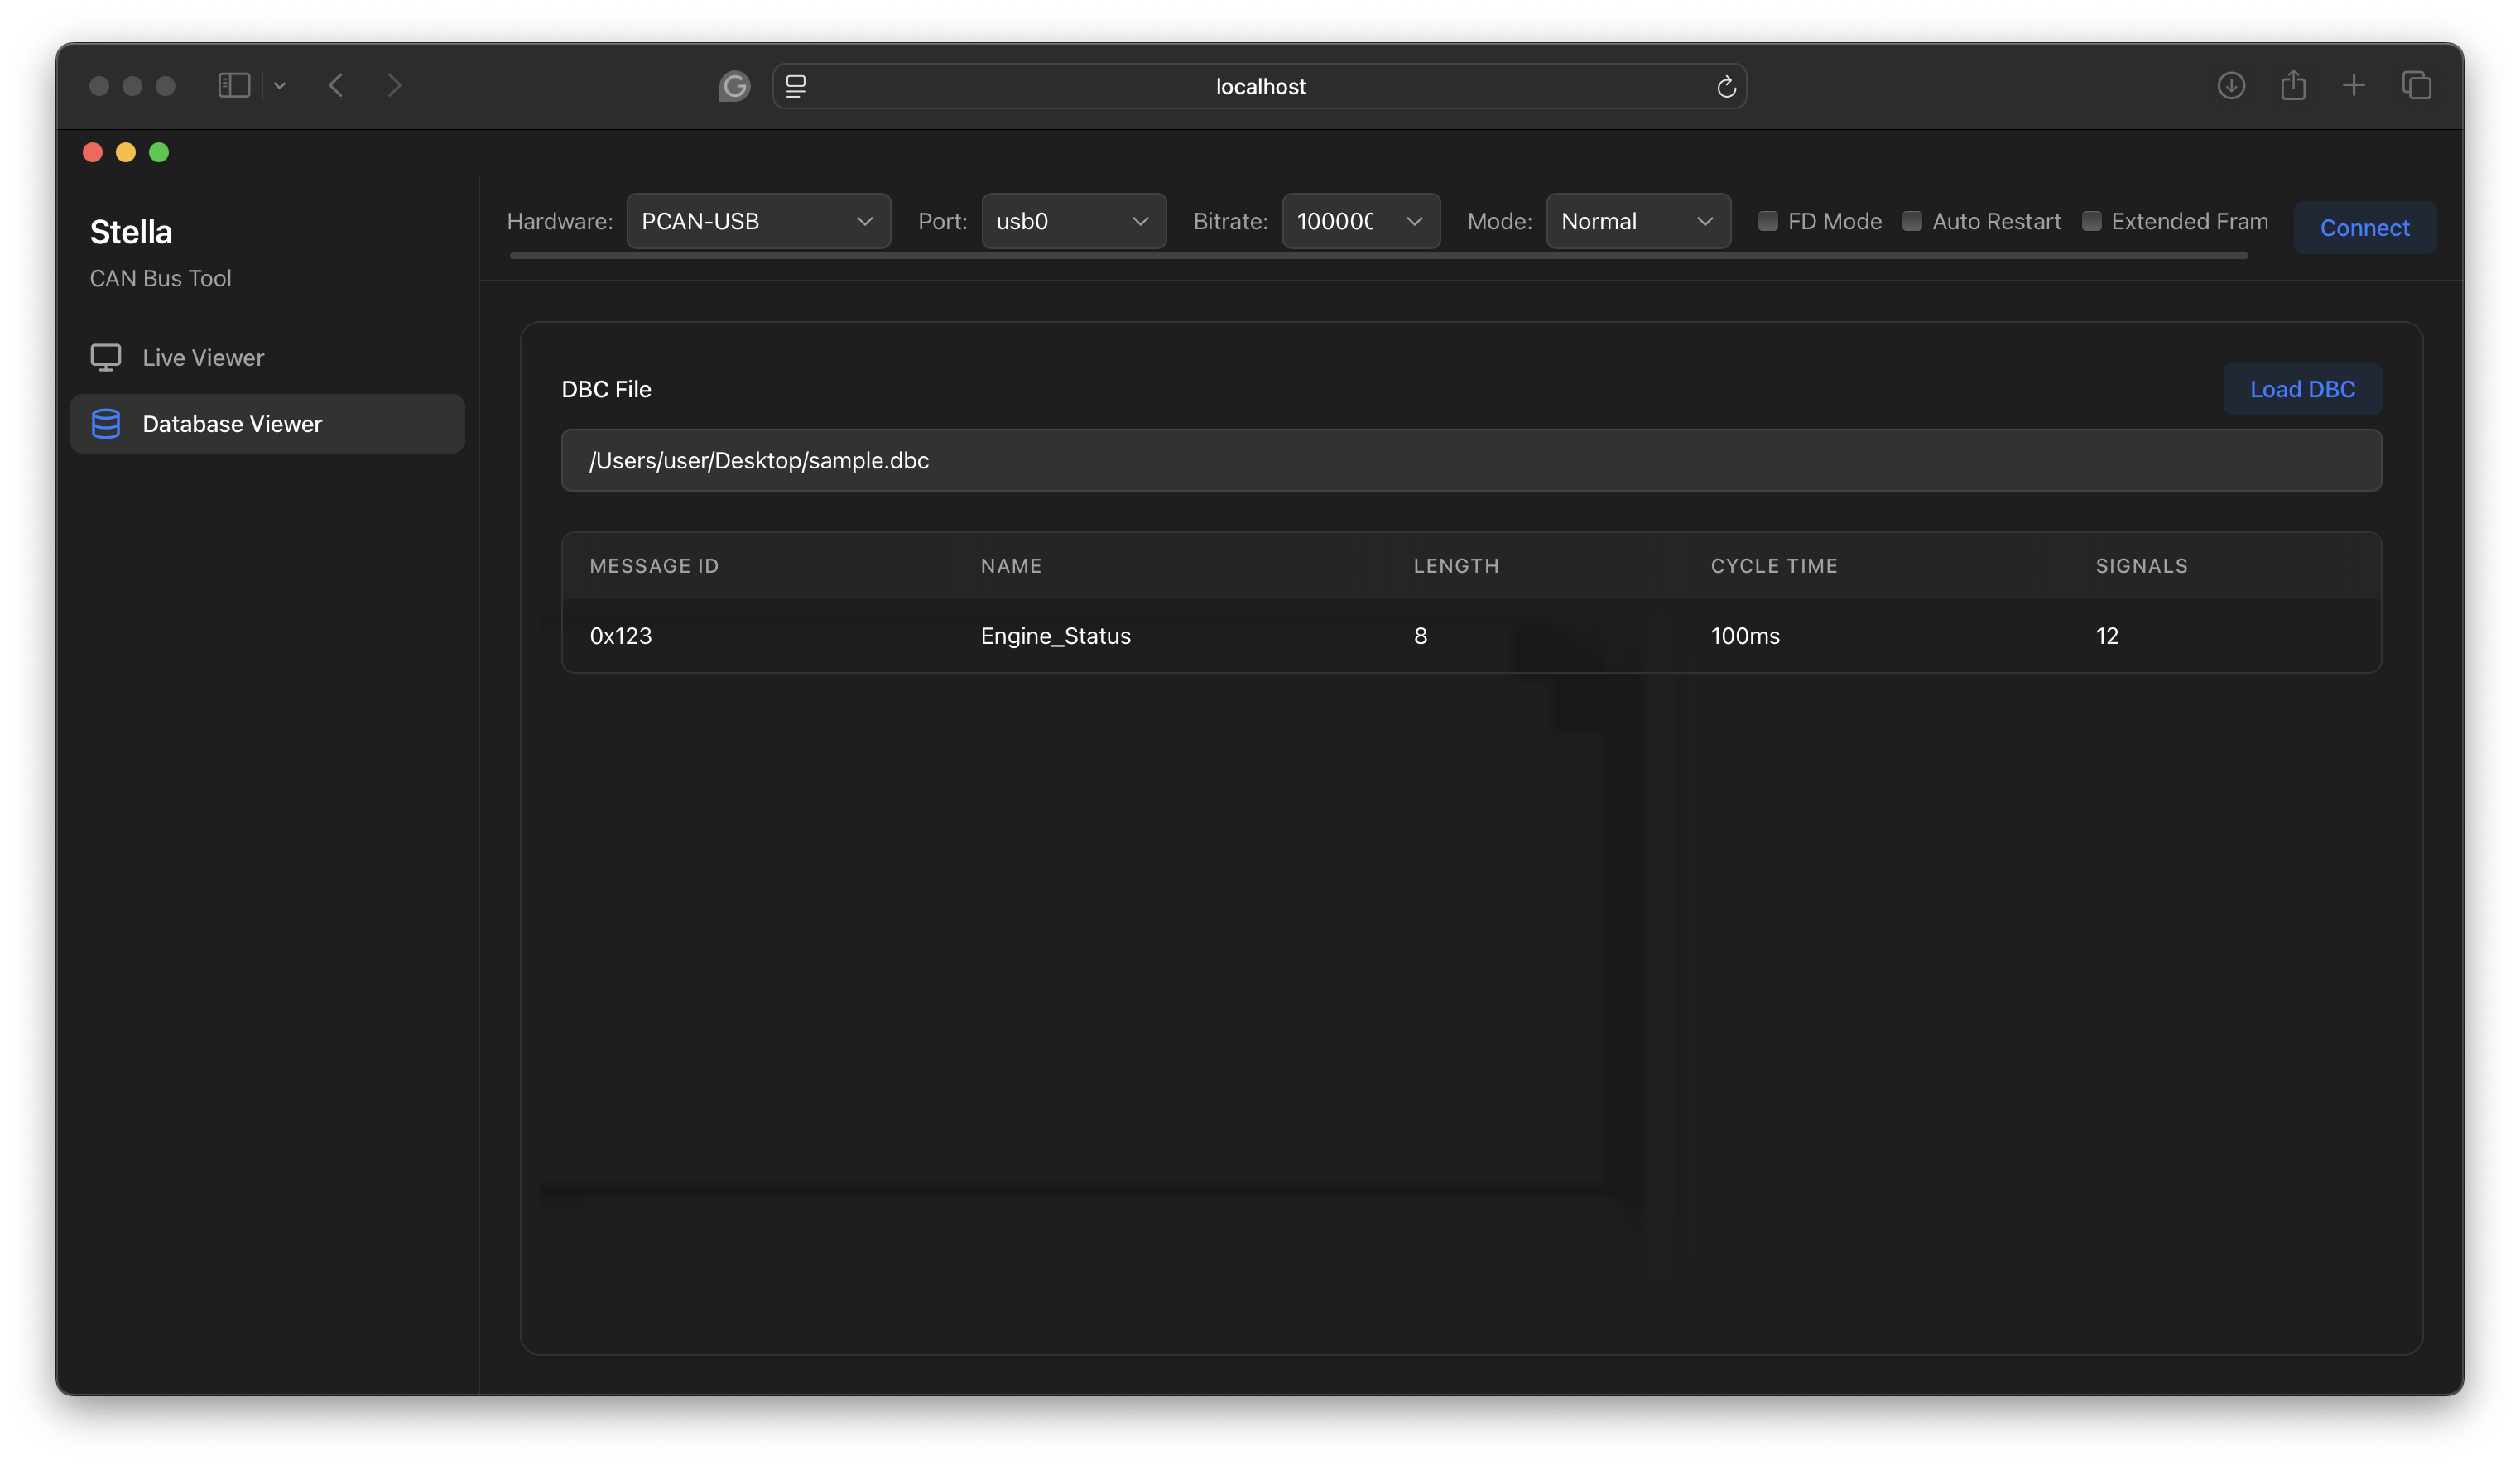 localhost
Stella
CAN Bus Tool
Live Viewer
Database Viewer
Hardware: PCAN-USB Port: usb0 Bitrate: 100000 Mode: Normal FD Mode Auto Restart Extended Fram Connect
DBC File Load DBC
/Users/user/Desktop/sample.dbc
MESSAGE ID NAME LENGTH CYCLE TIME SIGNALS
0x123 Engine_Status 8 100ms 12